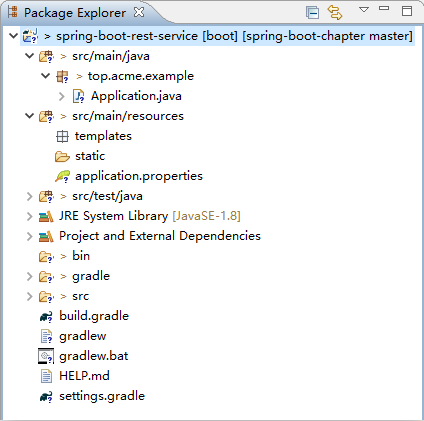 Package Explorer
> spring-boot-rest-service [boot] [spring-boot-chapter master]
> src/main/java
> top.acme.example
Application.java
> src/main/resources
templates
static
application.properties
> src/test/java
JRE System Library [JavaSE-1.8]
Project and External Dependencies
> bin
> gradle
> src
build.gradle
gradlew
gradlew.bat
HELP.md
settings.gradle